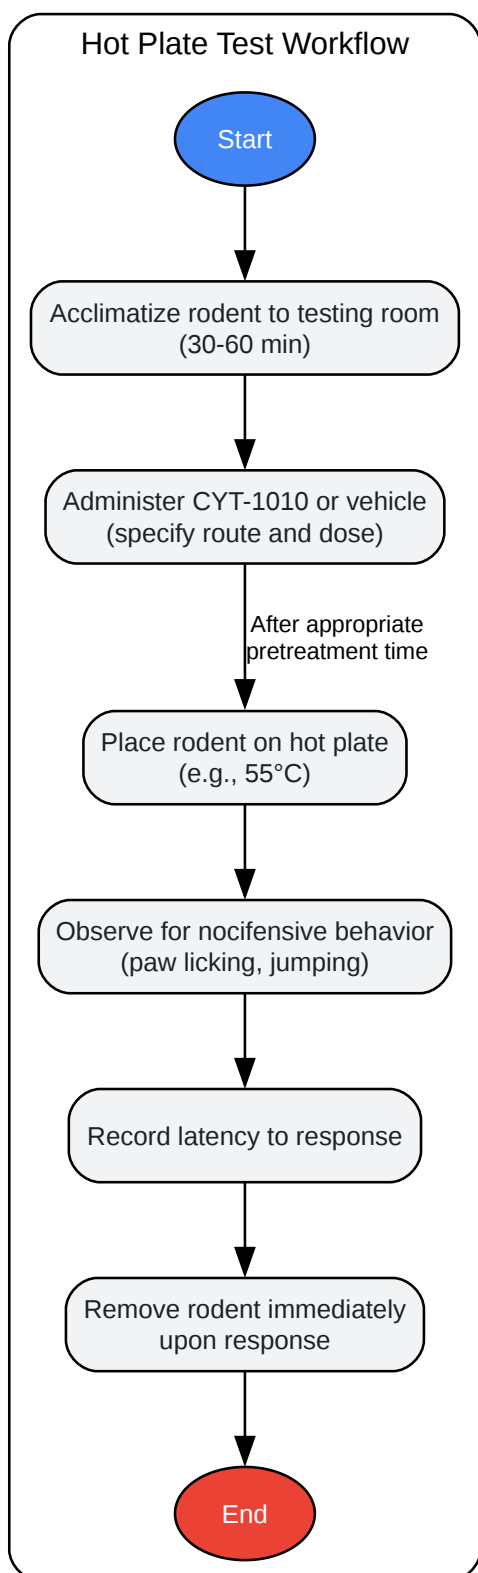 Hot Plate Test Workflow
Start
Acclimatize rodent to testing room
(30-60 min)
Administer CYT-1010 or vehicle
(specify route and dose)
After appropriate
pretreatment time
Place rodent on hot plate
(e.g., 55°C)
Observe for nocifensive behavior
(paw licking, jumping)
Record latency to response
Remove rodent immediately
upon response
End